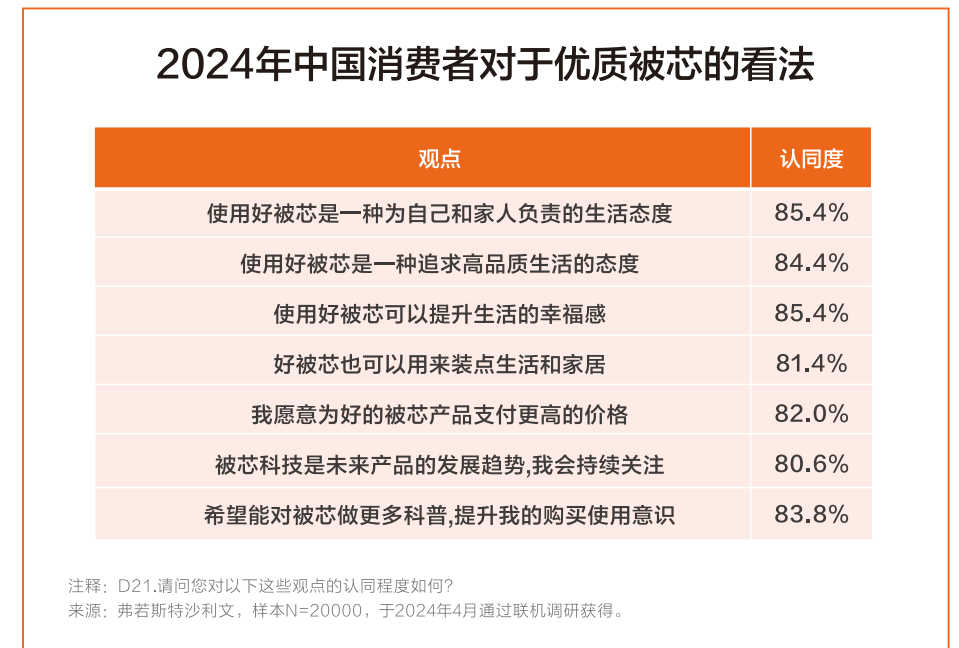 2024年中国消费者对于优质被芯的看法
观点 认同度
使用好被芯是一种为自己和家人负责的生活态度 85.4%
使用好被芯是一种追求高品质生活的态度 84.4%
使用好被芯可以提升生活的幸福感 85.4%
好被芯也可以用来装点生活和家居 81.4%
我愿意为好的被芯产品支付更高的价格 82.0%
被芯科技是未来产品的发展趋势,我会持续关注 80.6%
希望能对被芯做更多科普,提升我的购买使用意识 83.8%
注释：D21.请问您对以下这些观点的认同程度如何?
来源：弗若斯特沙利文，样本N=20000，于2024年4月通过联机调研获得。